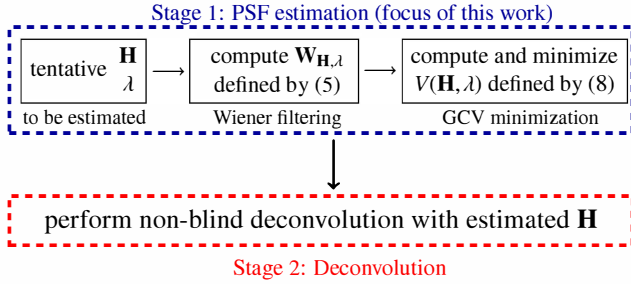 Stage 1: PSF estimation (focus of this work)
tentative H
λ
to be estimated
compute W_{H,λ}
defined by (5)
Wiener filtering
compute and minimize
V(H, λ) defined by (8)
GCV minimization
perform non-blind deconvolution with estimated H
Stage 2: Deconvolution